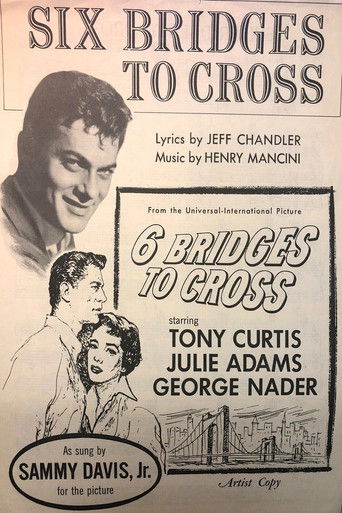 SIX BRIDGES
TO CROSS
Lyrics by JEFF CHANDLER
Music by HENRY MANCINI
From the Universal-International Picture
6 BRIDGES
TO CROSS
starring
TONY CURTIS
JULIE ADAMS
GEORGE NADER
As sung by
SAMMY DAVIS, Jr.
for the picture
Artist Copy